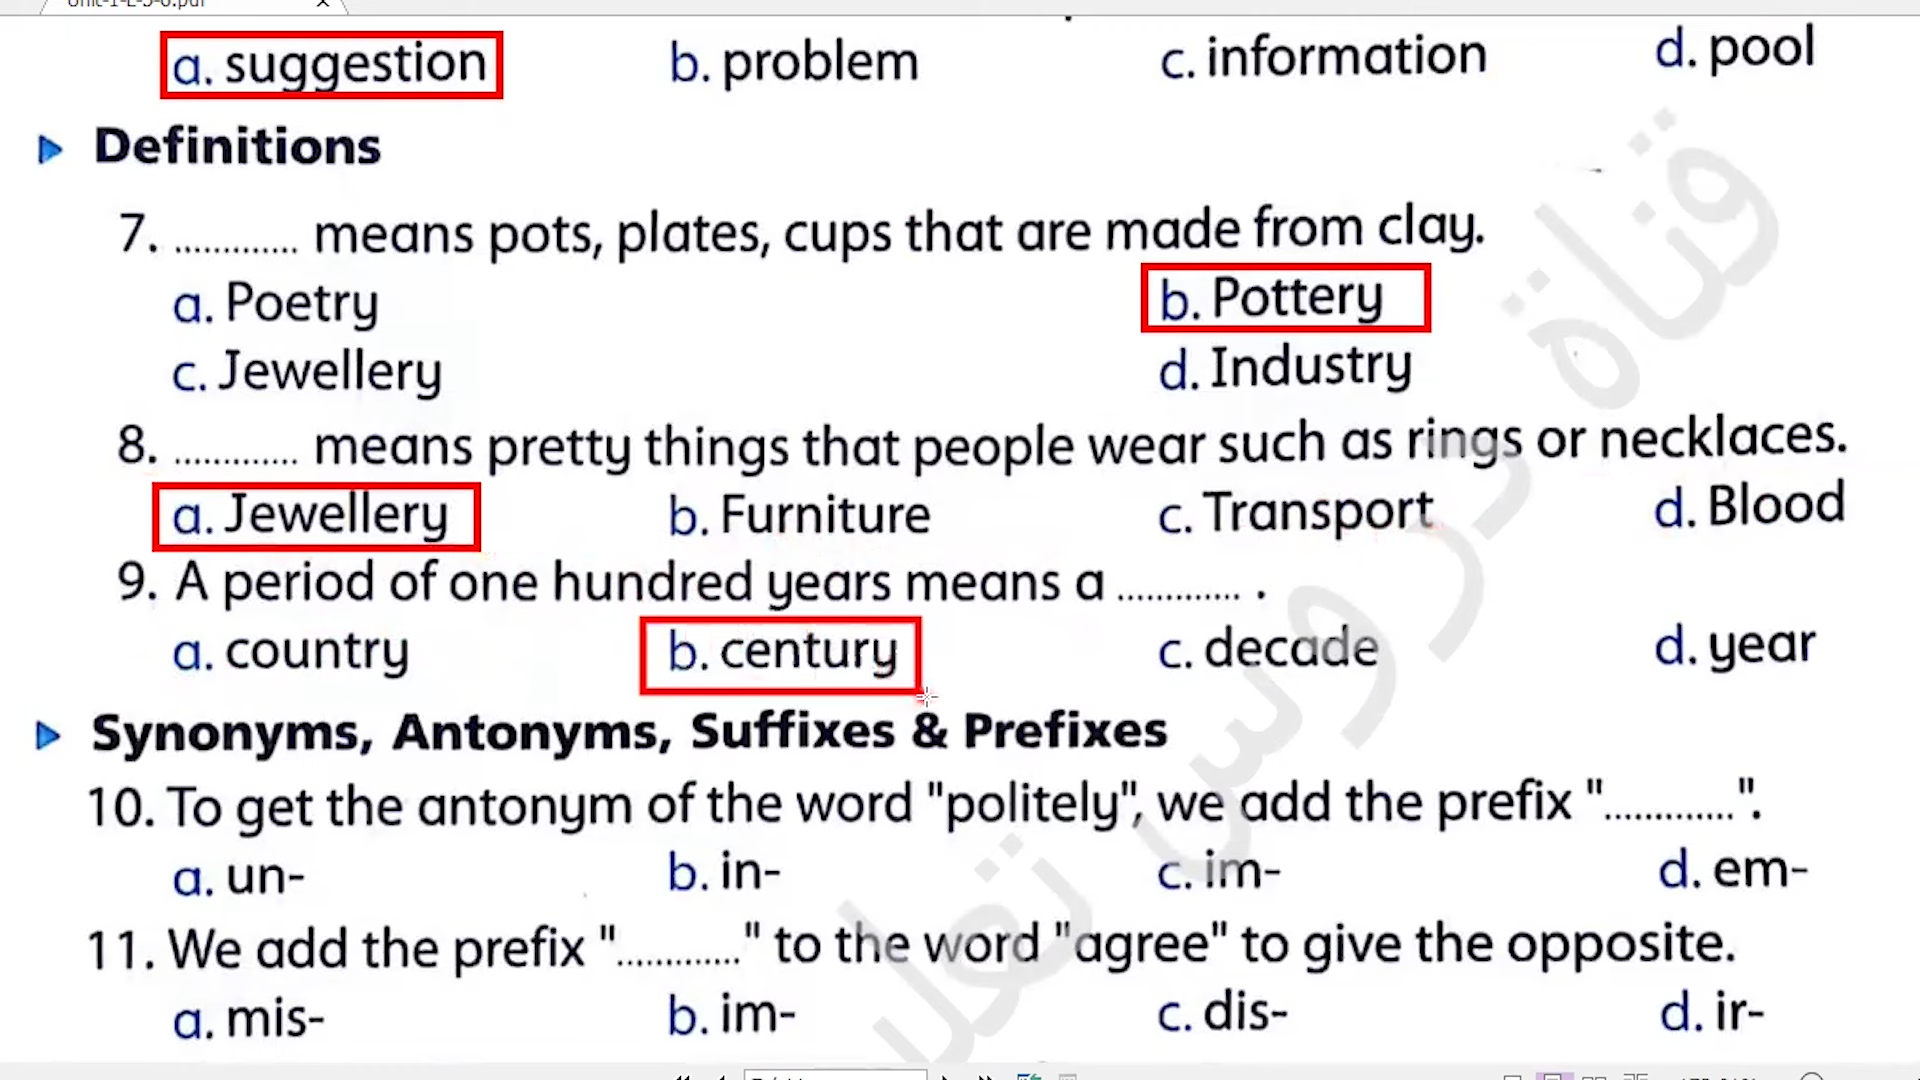 a. suggestion b. problem c. information d. pool
Definitions
7. ............. means pots, plates, cups that are made from clay.
a. Poetry b. Pottery
c. Jewellery d. Industry
8. ............. means pretty things that people wear such as rings or necklaces.
a. Jewellery b. Furniture c. Transport d. Blood
9. A period of one hundred years means a ............. .
a. country b. century c. decade d. year
Synonyms, Antonyms, Suffixes & Prefixes
10. To get the antonym of the word "politely", we add the prefix ".............".
a. un- b. in- c. im- d. em-
11. We add the prefix "............." to the word "agree" to give the opposite.
a. mis- b. im- c. dis- d. ir-
قناة دروس